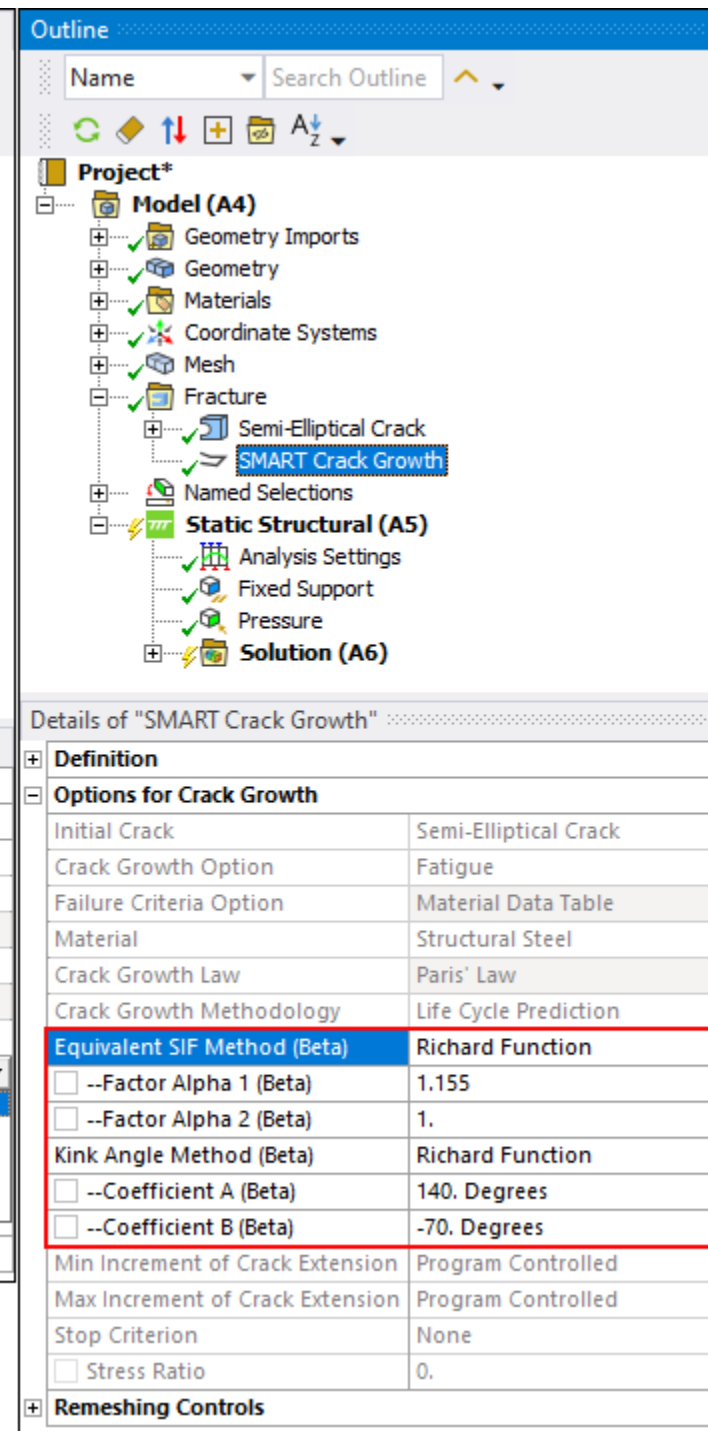 Outline
Name Search Outline
Project*
Model (A4)
Geometry Imports
Geometry
Materials
Coordinate Systems
Mesh
Fracture
Semi-Elliptical Crack
SMART Crack Growth
Named Selections
Static Structural (A5)
Analysis Settings
Fixed Support
Pressure
Solution (A6)
Details of "SMART Crack Growth"
Definition
Options for Crack Growth
Initial Crack Semi-Elliptical Crack
Crack Growth Option Fatigue
Failure Criteria Option Material Data Table
Material Structural Steel
Crack Growth Law Paris' Law
Crack Growth Methodology Life Cycle Prediction
Equivalent SIF Method (Beta) Richard Function
--Factor Alpha 1 (Beta) 1.155
--Factor Alpha 2 (Beta) 1.
Kink Angle Method (Beta) Richard Function
--Coefficient A (Beta) 140. Degrees
--Coefficient B (Beta) -70. Degrees
Min Increment of Crack Extension Program Controlled
Max Increment of Crack Extension Program Controlled
Stop Criterion None
Stress Ratio 0.
Remeshing Controls